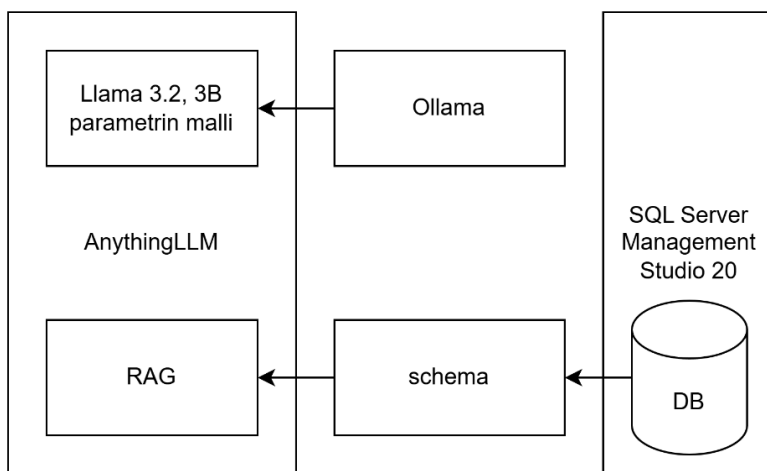 Llama 3.2, 3B
parametrin malli
Ollama
AnythingLLM
SQL Server
Management
Studio 20
RAG
schema
DB